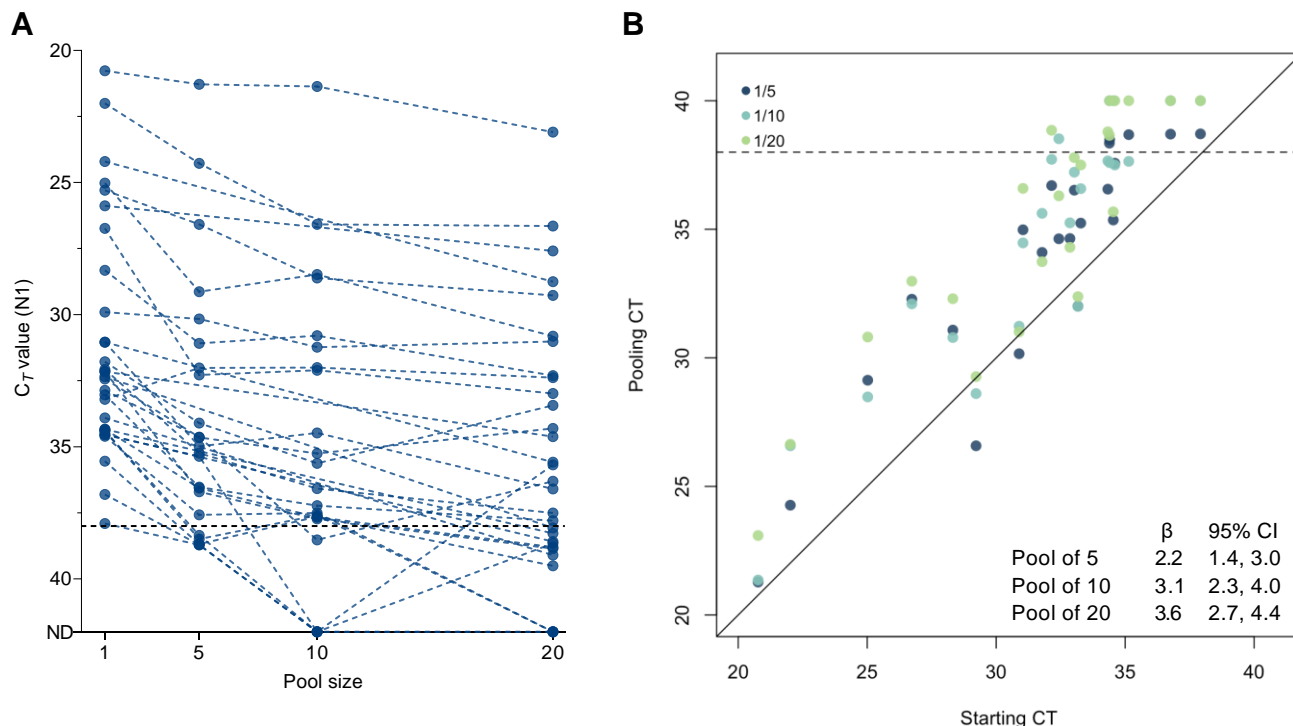 A
20
25
30
35
40
ND
C_T value (N1)
1 5 10 20
Pool size
B
1/5
1/10
1/20
40
35
30
25
20
Pooling CT
β 95% CI
Pool of 5 2.2 1.4, 3.0
Pool of 10 3.1 2.3, 4.0
Pool of 20 3.6 2.7, 4.4
20 25 30 35 40
Starting CT